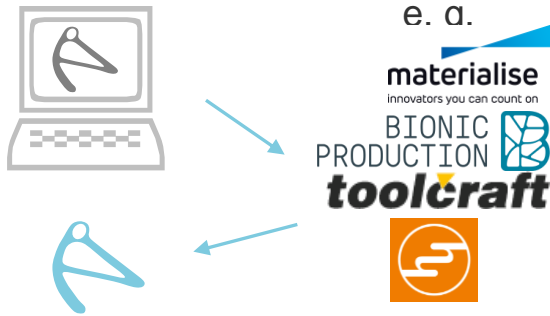 e. g.
materialise
innovators you can count on
BIONIC
PRODUCTION
toolcraft